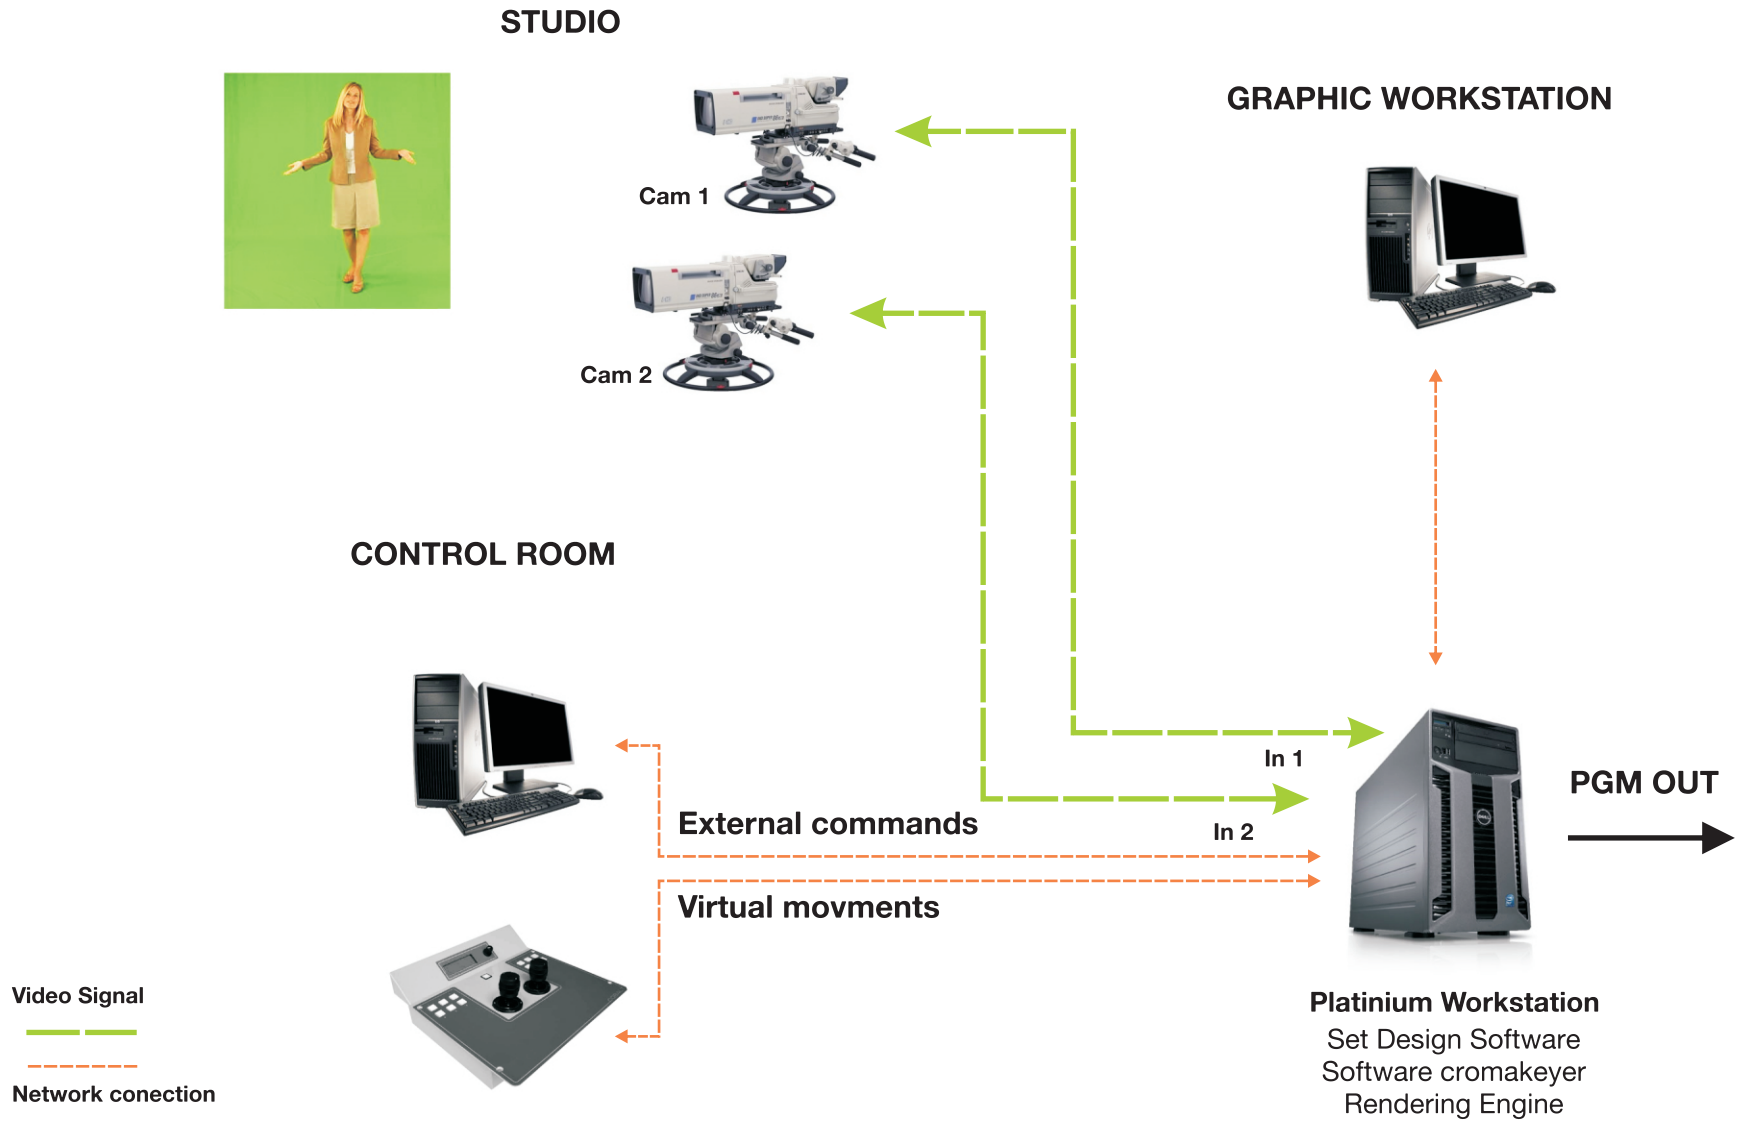 STUDIO
GRAPHIC WORKSTATION
Cam 1
Cam 2
CONTROL ROOM
In 1
In 2
External commands
Virtual movments
PGM OUT
DELL
Video Signal
Network conection
Platinium Workstation
Set Design Software
Software cromakeyer
Rendering Engine